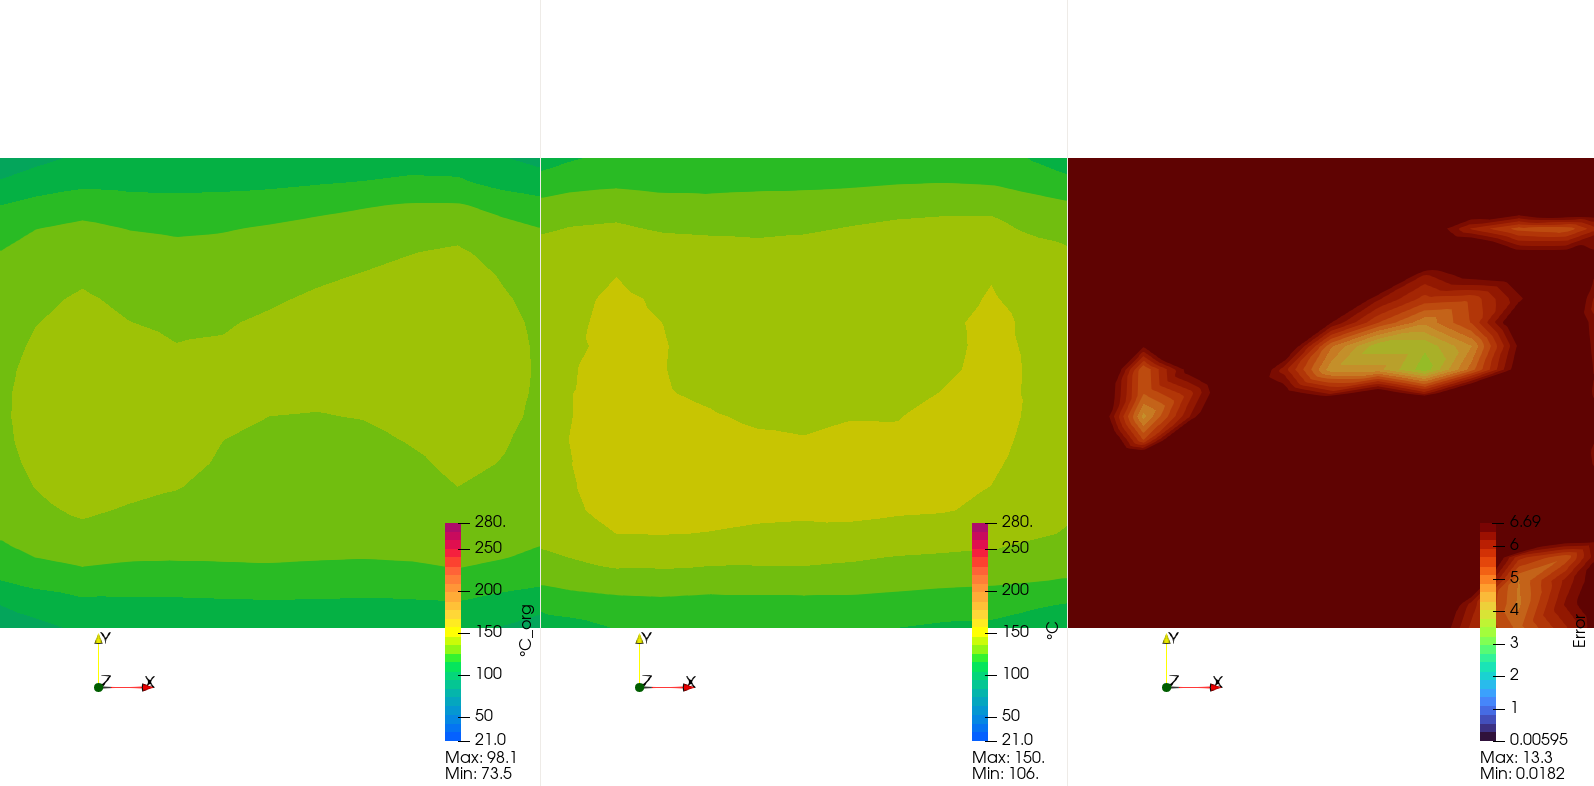 280.
250
200
150
100
50
21.0
°C_org
Max: 98.1
Min: 73.5
Y
Z
X
280.
250
200
150
100
50
21.0
°C
Max: 150.
Min: 106.
Y
Z
X
6.69
6
5
4
3
2
1
0.00595
Error
Max: 13.3
Min: 0.0182
Y
Z
X